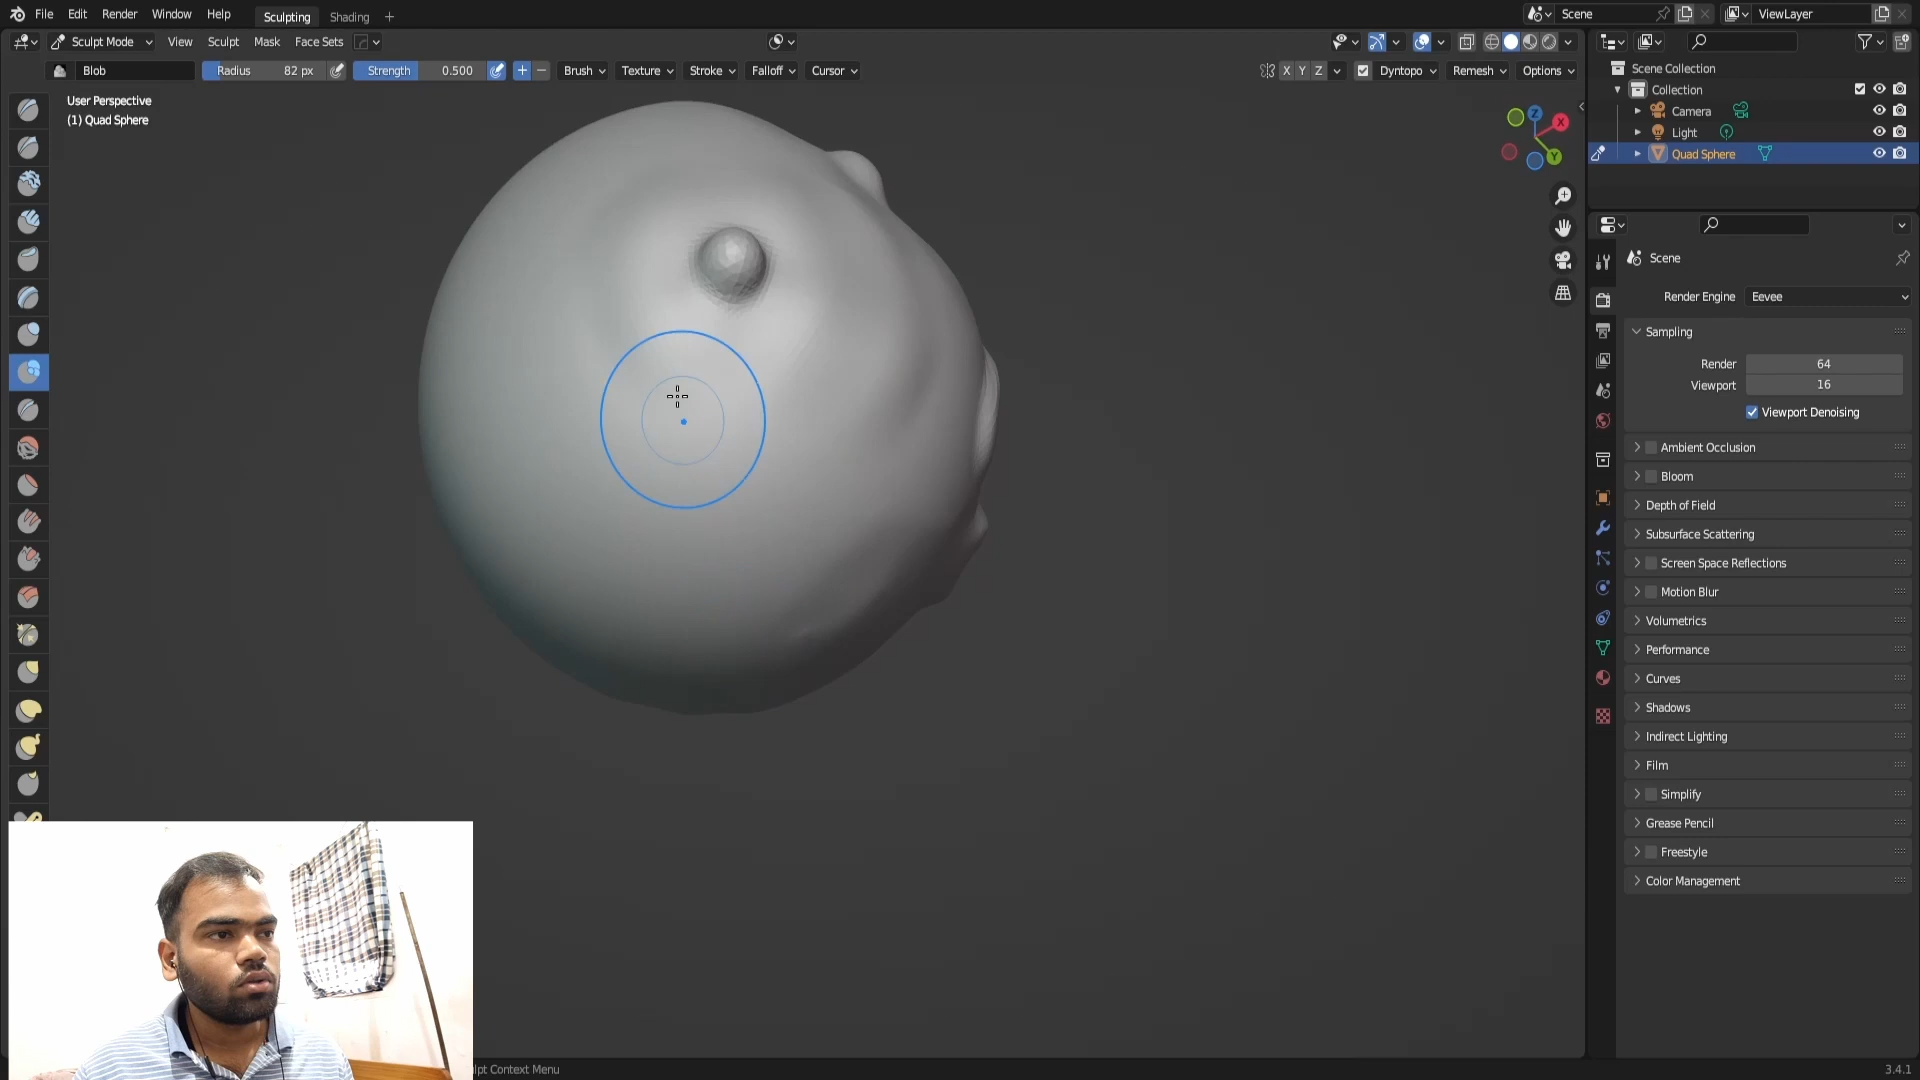 File Edit Render Window Help Sculpting Shading + Scene ViewLayer
Sculpt Mode View Sculpt Mask Face Sets
Blob Radius 82 px Strength 0.500 + − Brush Texture Stroke Falloff Cursor X Y Z Dyntopo Remesh Options
User Perspective
(1) Quad Sphere
Z
X
Y
Scene Collection
Collection
Camera
Light
Quad Sphere
Scene
Render Engine Eevee
Sampling
Render 64
Viewport 16
Viewport Denoising
Ambient Occlusion
Bloom
Depth of Field
Subsurface Scattering
Screen Space Reflections
Motion Blur
Volumetrics
Performance
Curves
Shadows
Indirect Lighting
Film
Simplify
Grease Pencil
Freestyle
Color Management
Context Menu
3.4.1